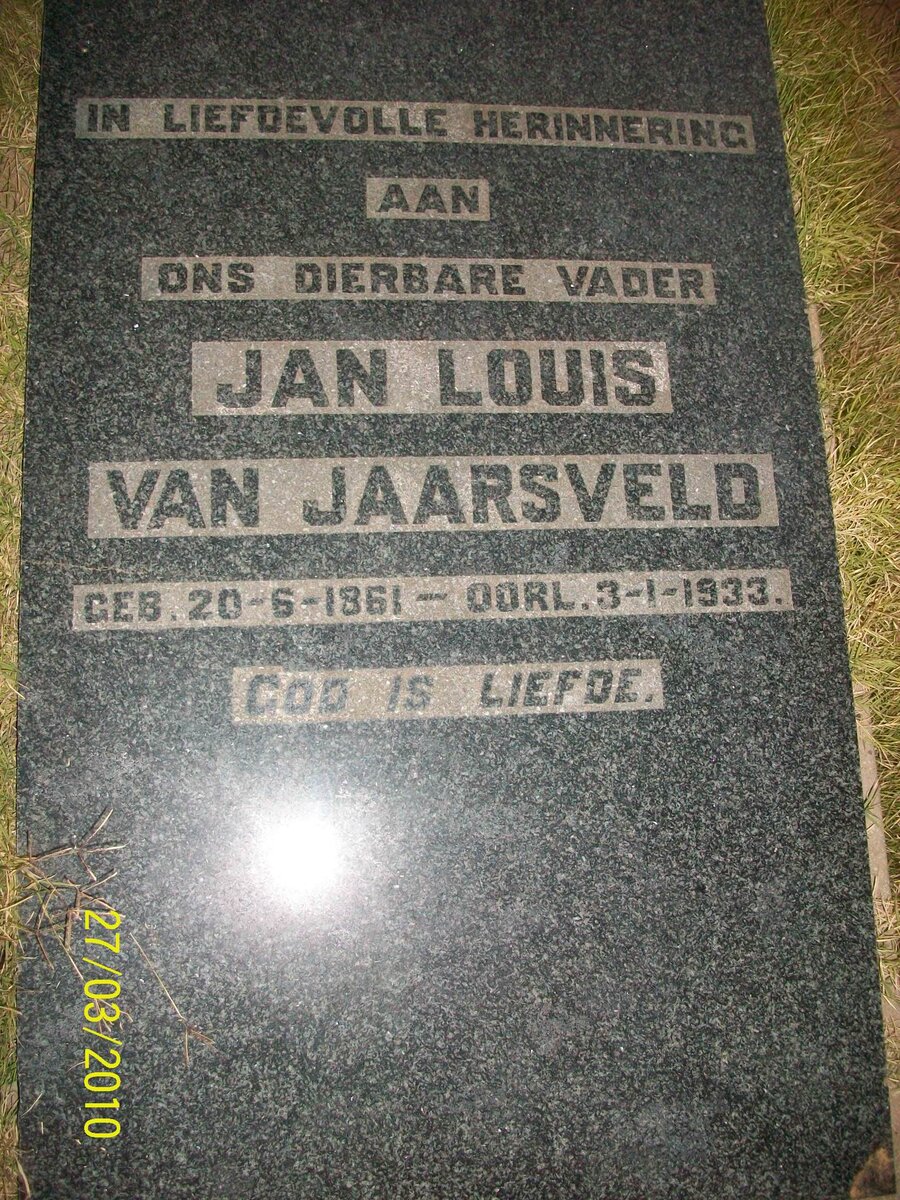 IN LIEFDEVOLLE HERINNERING
AAN
ONS DIERBARE VADER
JAN LOUIS
VAN JAARSVELD
GEB. 20-6-1861 – OORL. 3-1-1933.
GOD IS LIEFDE.
27/03/2010